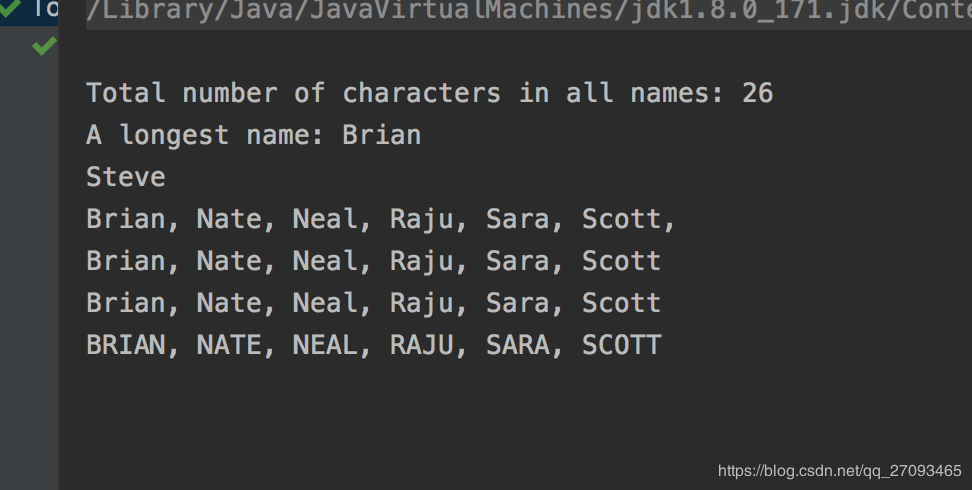 To
/Library/Java/JavaVirtualMachines/jdk1.8.0_171.jdk/Conte
Total number of characters in all names: 26
A longest name: Brian
Steve
Brian, Nate, Neal, Raju, Sara, Scott,
Brian, Nate, Neal, Raju, Sara, Scott
Brian, Nate, Neal, Raju, Sara, Scott
BRIAN, NATE, NEAL, RAJU, SARA, SCOTT
https://blog.csdn.net/qq_27093465